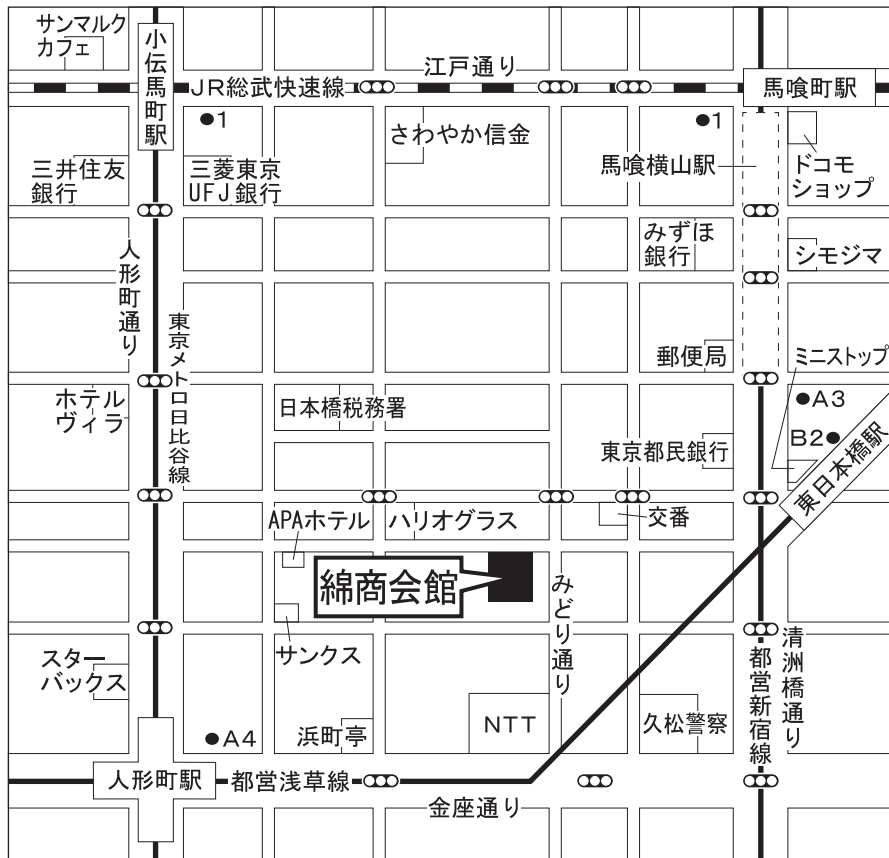 サンマルク
カフェ
小伝馬町駅
JR総武快速線
江戸通り
馬喰町駅
●1
さわやか信金
●1
三井住友
銀行
三菱東京
UFJ銀行
馬喰横山駅
ドコモ
ショップ
人形町通り
みずほ
銀行
シモジマ
東京メトロ日比谷線
郵便局
ミニストップ
ホテル
ヴィラ
日本橋税務署
●A3
B2●
東京都民銀行
東日本橋駅
APAホテル
ハリオグラス
交番
綿商会館
みどり通り
サンクス
スター
バックス
清洲橋通り
都営新宿線
●A4
浜町亭
NTT
久松警察
人形町駅
都営浅草線
金座通り